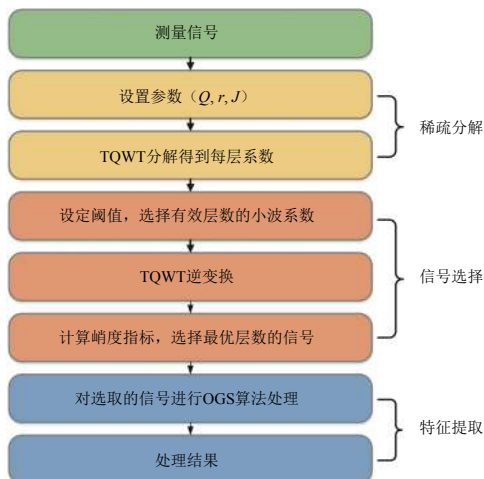 测量信号
设置参数（Q, r, J）
TQWT分解得到每层系数
稀疏分解
设定阈值，选择有效层数的小波系数
TQWT逆变换
计算峭度指标，选择最优层数的信号
信号选择
对选取的信号进行OGS算法处理
处理结果
特征提取